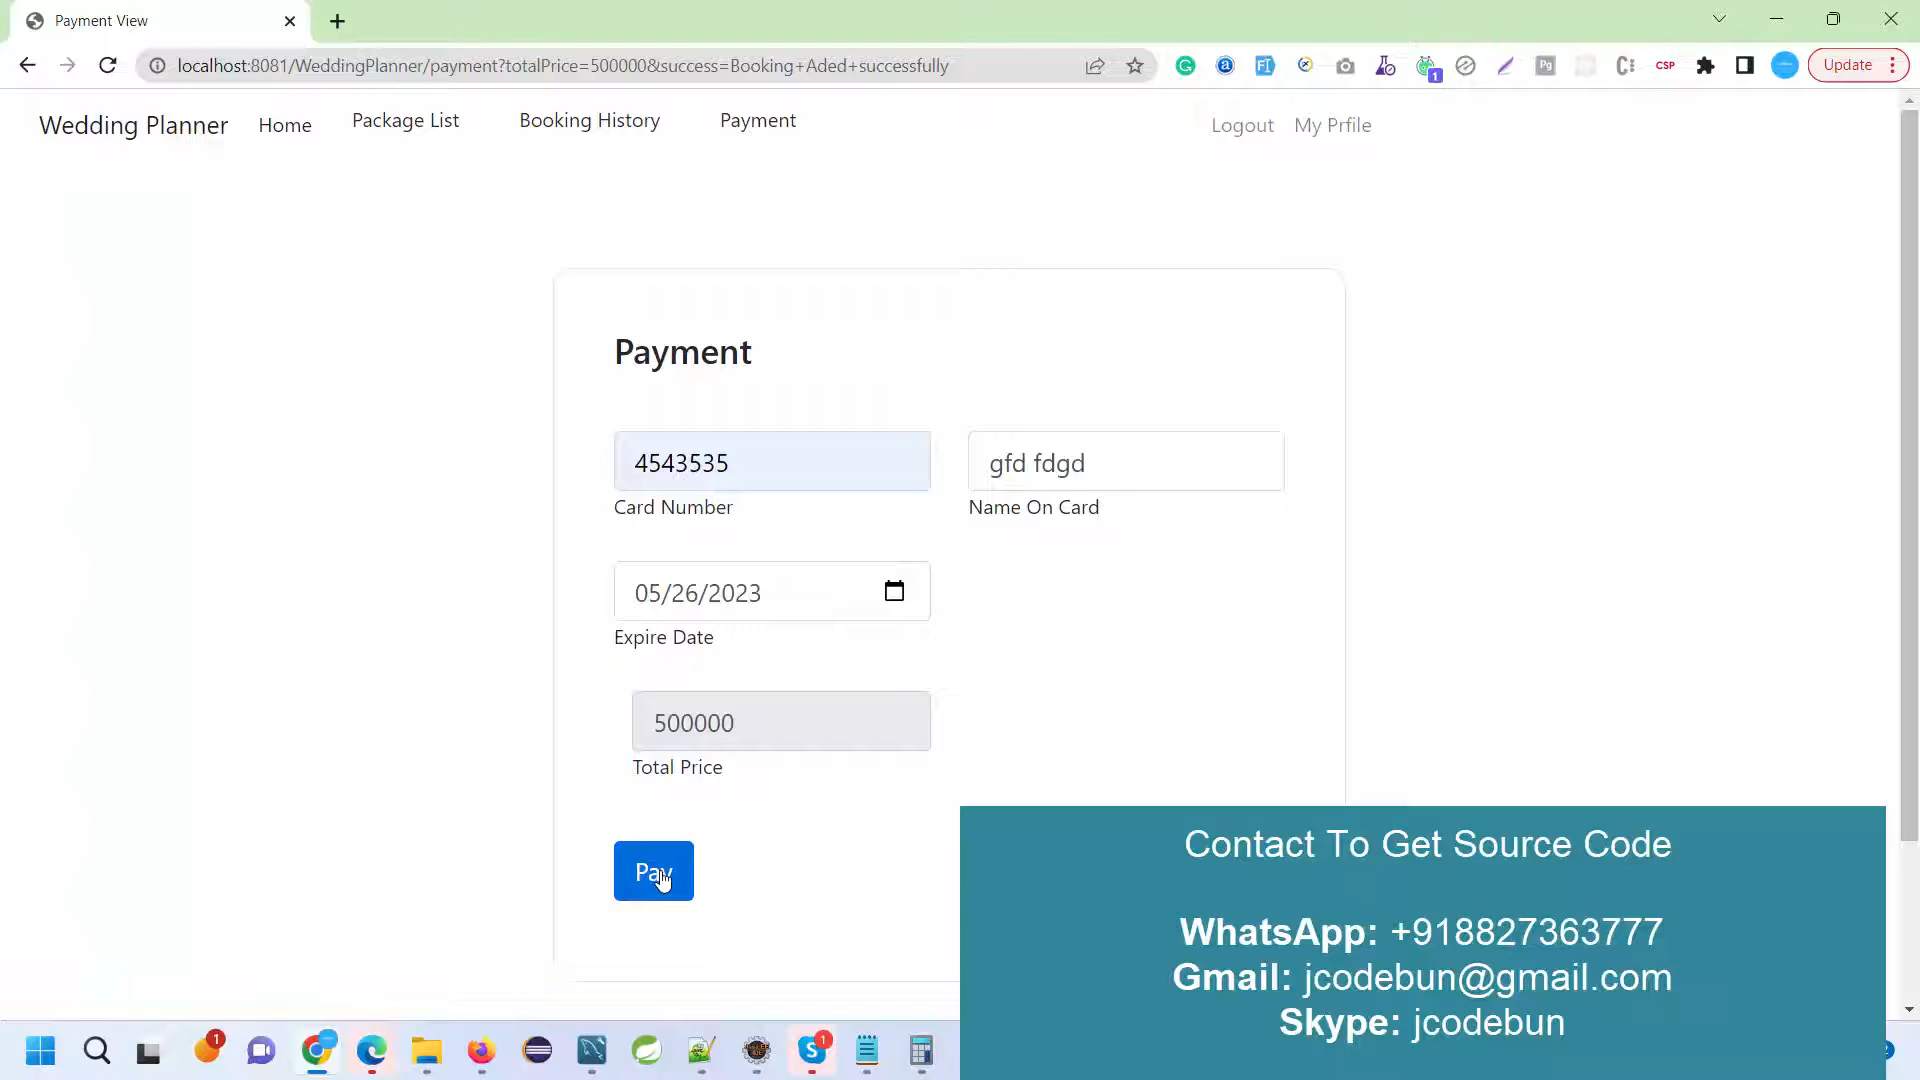 Payment View
localhost:8081/WeddingPlanner/payment?totalPrice=500000&success=Booking+Aded+successfully
Update
Wedding Planner Home Package List Booking History Payment Logout My Prfile
Payment
4543535 gfd fdgd
Card Number Name On Card
05/26/2023
Expire Date
500000
Total Price
Pay
Contact To Get Source Code
WhatsApp: +918827363777
Gmail: jcodebun@gmail.com
Skype: jcodebun